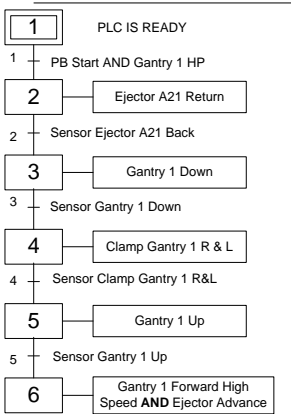 1 PLC IS READY
1 PB Start AND Gantry 1 HP
2 Ejector A21 Return
2 Sensor Ejector A21 Back
3 Gantry 1 Down
3 Sensor Gantry 1 Down
4 Clamp Gantry 1 R & L
4 Sensor Clamp Gantry 1 R&L
5 Gantry 1 Up
5 Sensor Gantry 1 Up
6 Gantry 1 Forward High
Speed AND Ejector Advance